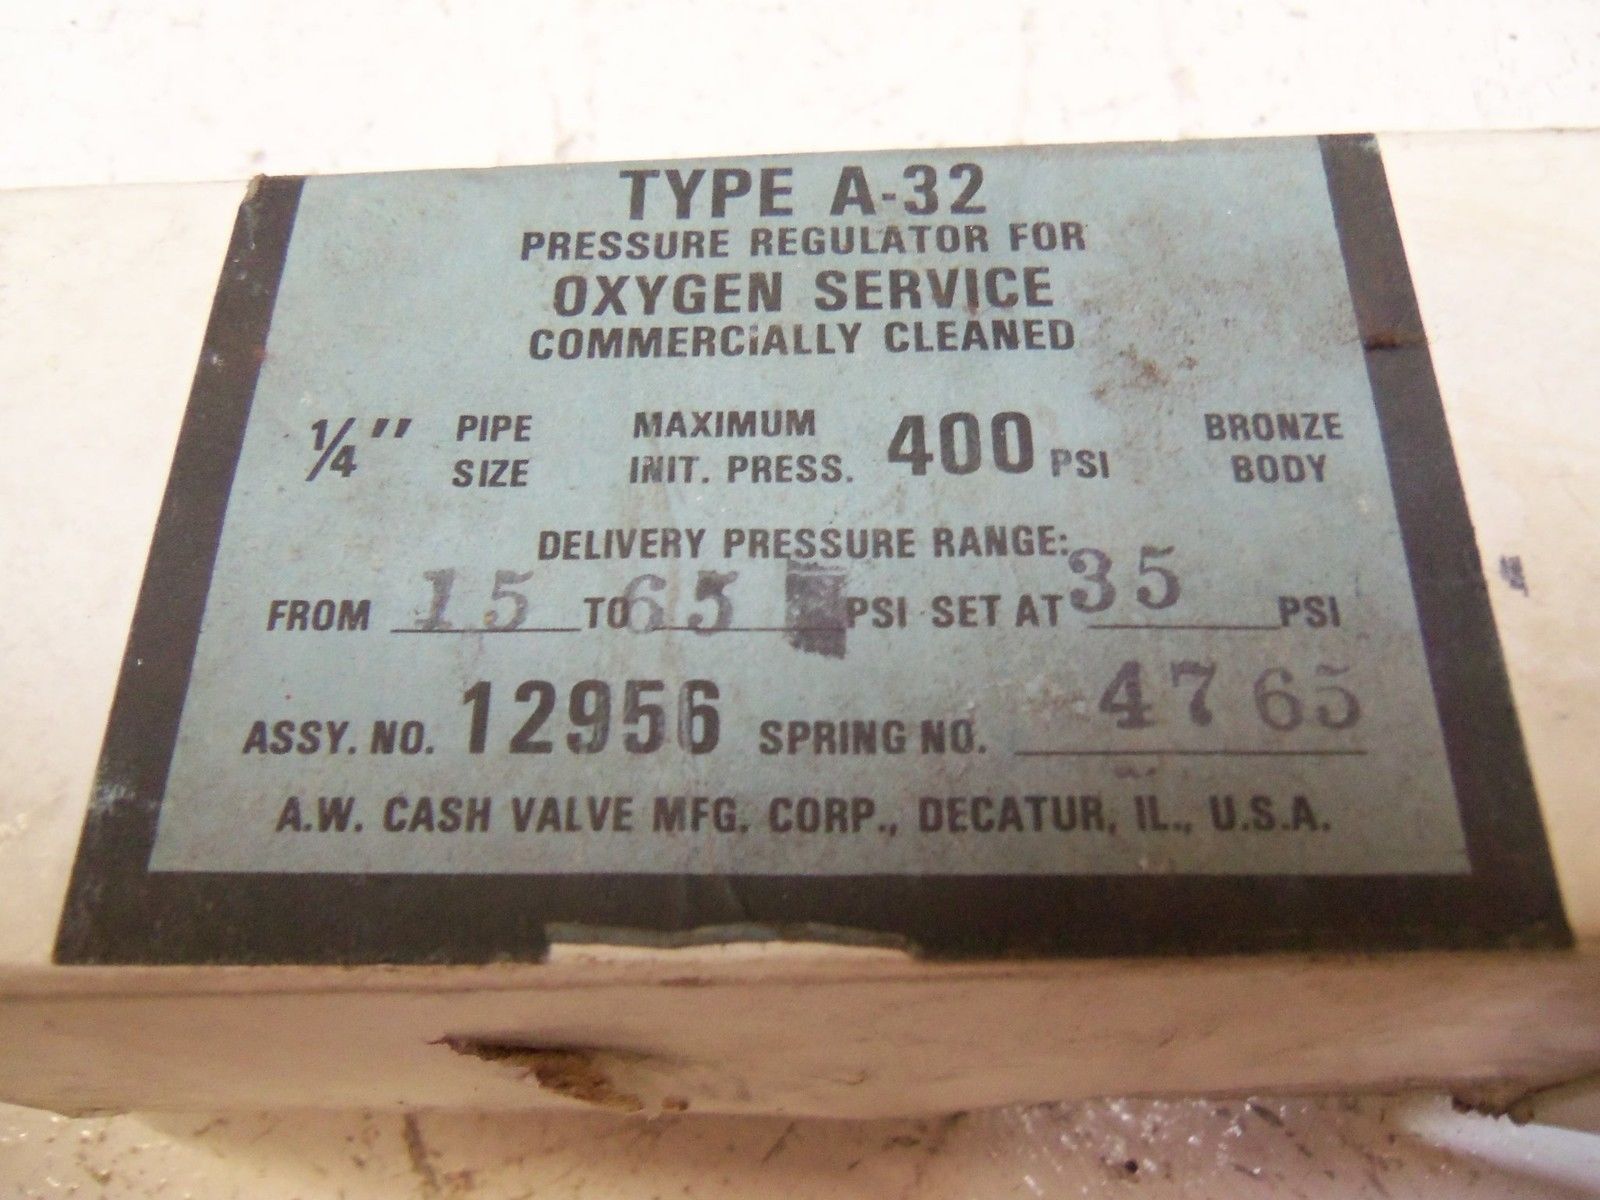 TYPE A-32
PRESSURE REGULATOR FOR
OXYGEN SERVICE
COMMERCIALLY CLEANED
1/4" PIPE SIZE MAXIMUM INIT. PRESS. 400 PSI BRONZE BODY
DELIVERY PRESSURE RANGE:
FROM 15 TO 65 PSI SET AT 35 PSI
ASSY. NO. 12956 SPRING NO. 4765
A.W. CASH VALVE MFG. CORP., DECATUR, IL., U.S.A.